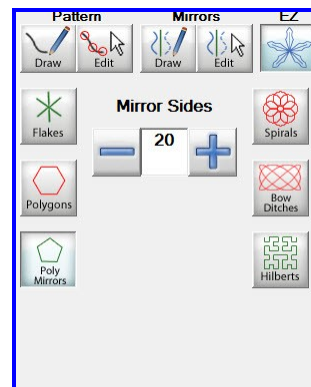 Pattern Mirrors EZ
Draw Edit Draw Edit
Flakes
Mirror Sides
20
Spirals
Polygons
Bow
Ditches
Poly
Mirrors
Hilberts